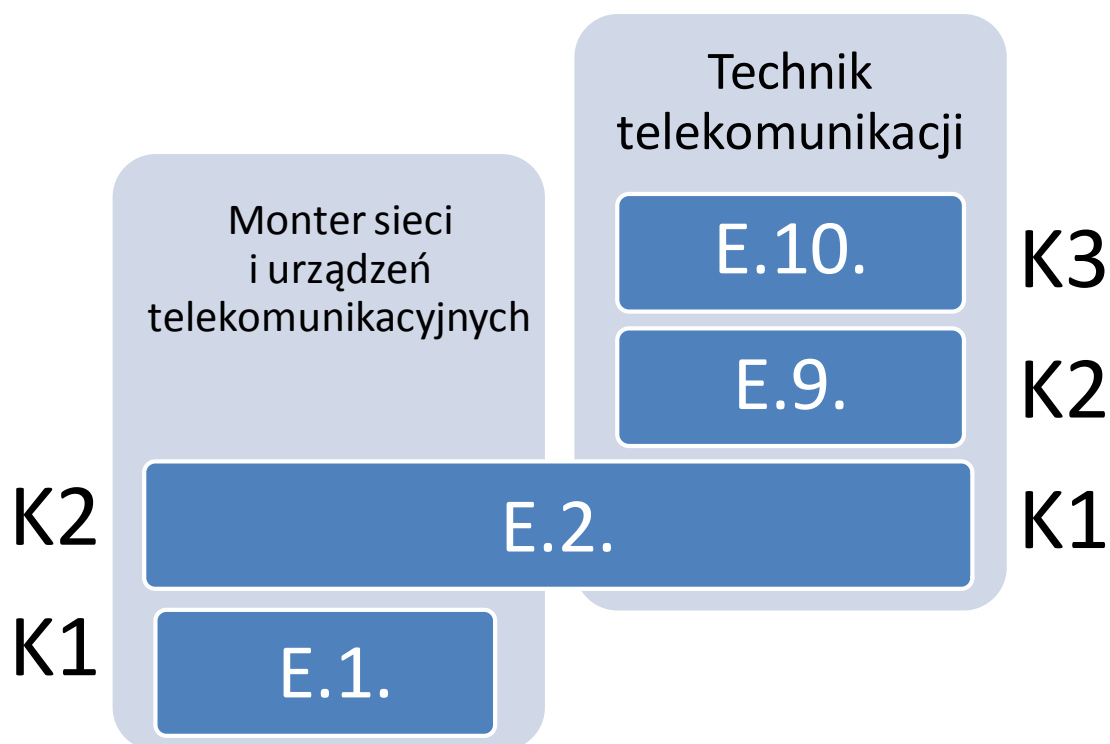 Technik
telekomunikacji
Monter sieci
i urządzeń
telekomunikacyjnych
E.10.
K3
E.9.
K2
K2
E.2.
K1
K1
E.1.